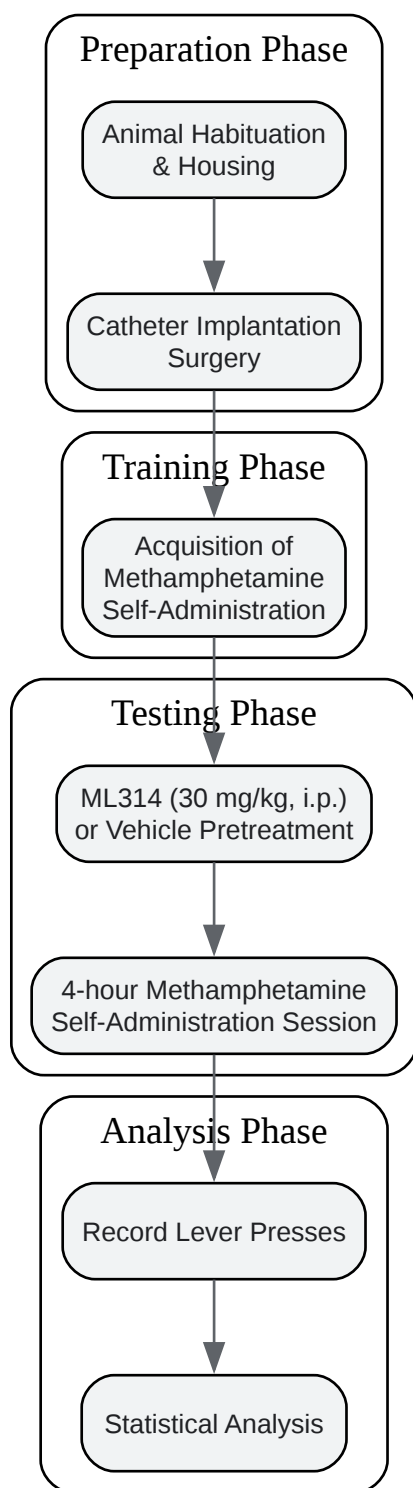 Preparation Phase
Animal Habituation
& Housing
Catheter Implantation
Surgery
Training Phase
Acquisition of
Methamphetamine
Self-Administration
Testing Phase
ML314 (30 mg/kg, i.p.)
or Vehicle Pretreatment
4-hour Methamphetamine
Self-Administration Session
Analysis Phase
Record Lever Presses
Statistical Analysis